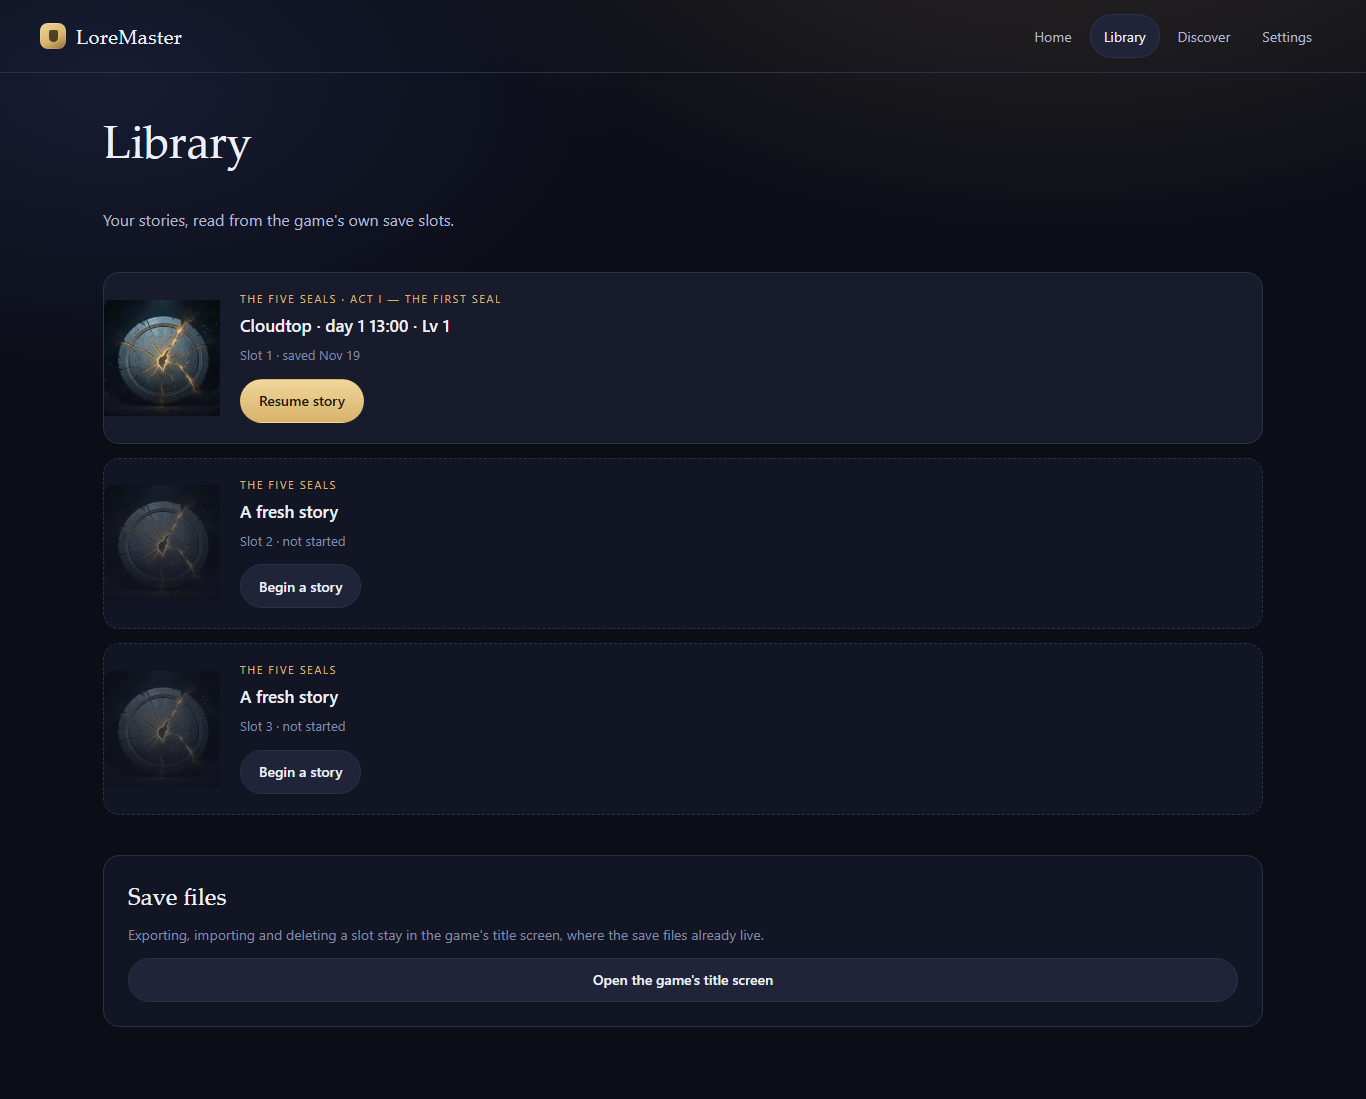 LoreMaster
Home
Library
Discover
Settings
Library
Your stories, read from the game's own save slots.
THE FIVE SEALS · ACT I — THE FIRST SEAL
Cloudtop · day 1 13:00 · Lv 1
Slot 1 · saved Nov 19
Resume story
THE FIVE SEALS
A fresh story
Slot 2 · not started
Begin a story
THE FIVE SEALS
A fresh story
Slot 3 · not started
Begin a story
Save files
Exporting, importing and deleting a slot stay in the game's title screen, where the save files already live.
Open the game's title screen